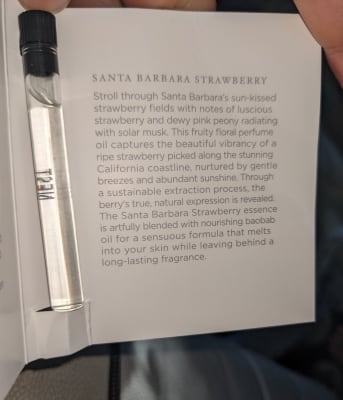 SANTA BARBARA STRAWBERRY
Stroll through Santa Barbara's sun-kissed
strawberry fields with notes of luscious
strawberry and dewy pink peony radiating
with solar musk. This fruity floral perfume
oil captures the beautiful vibrancy of a
ripe strawberry picked along the stunning
California coastline, nurtured by gentle
breezes and abundant sunshine. Through
a sustainable extraction process, the
berry's true, natural expression is revealed.
The Santa Barbara Strawberry essence
is artfully blended with nourishing baobab
oil for a sensuous formula that melts
into your skin while leaving behind a
long-lasting fragrance.
NEST